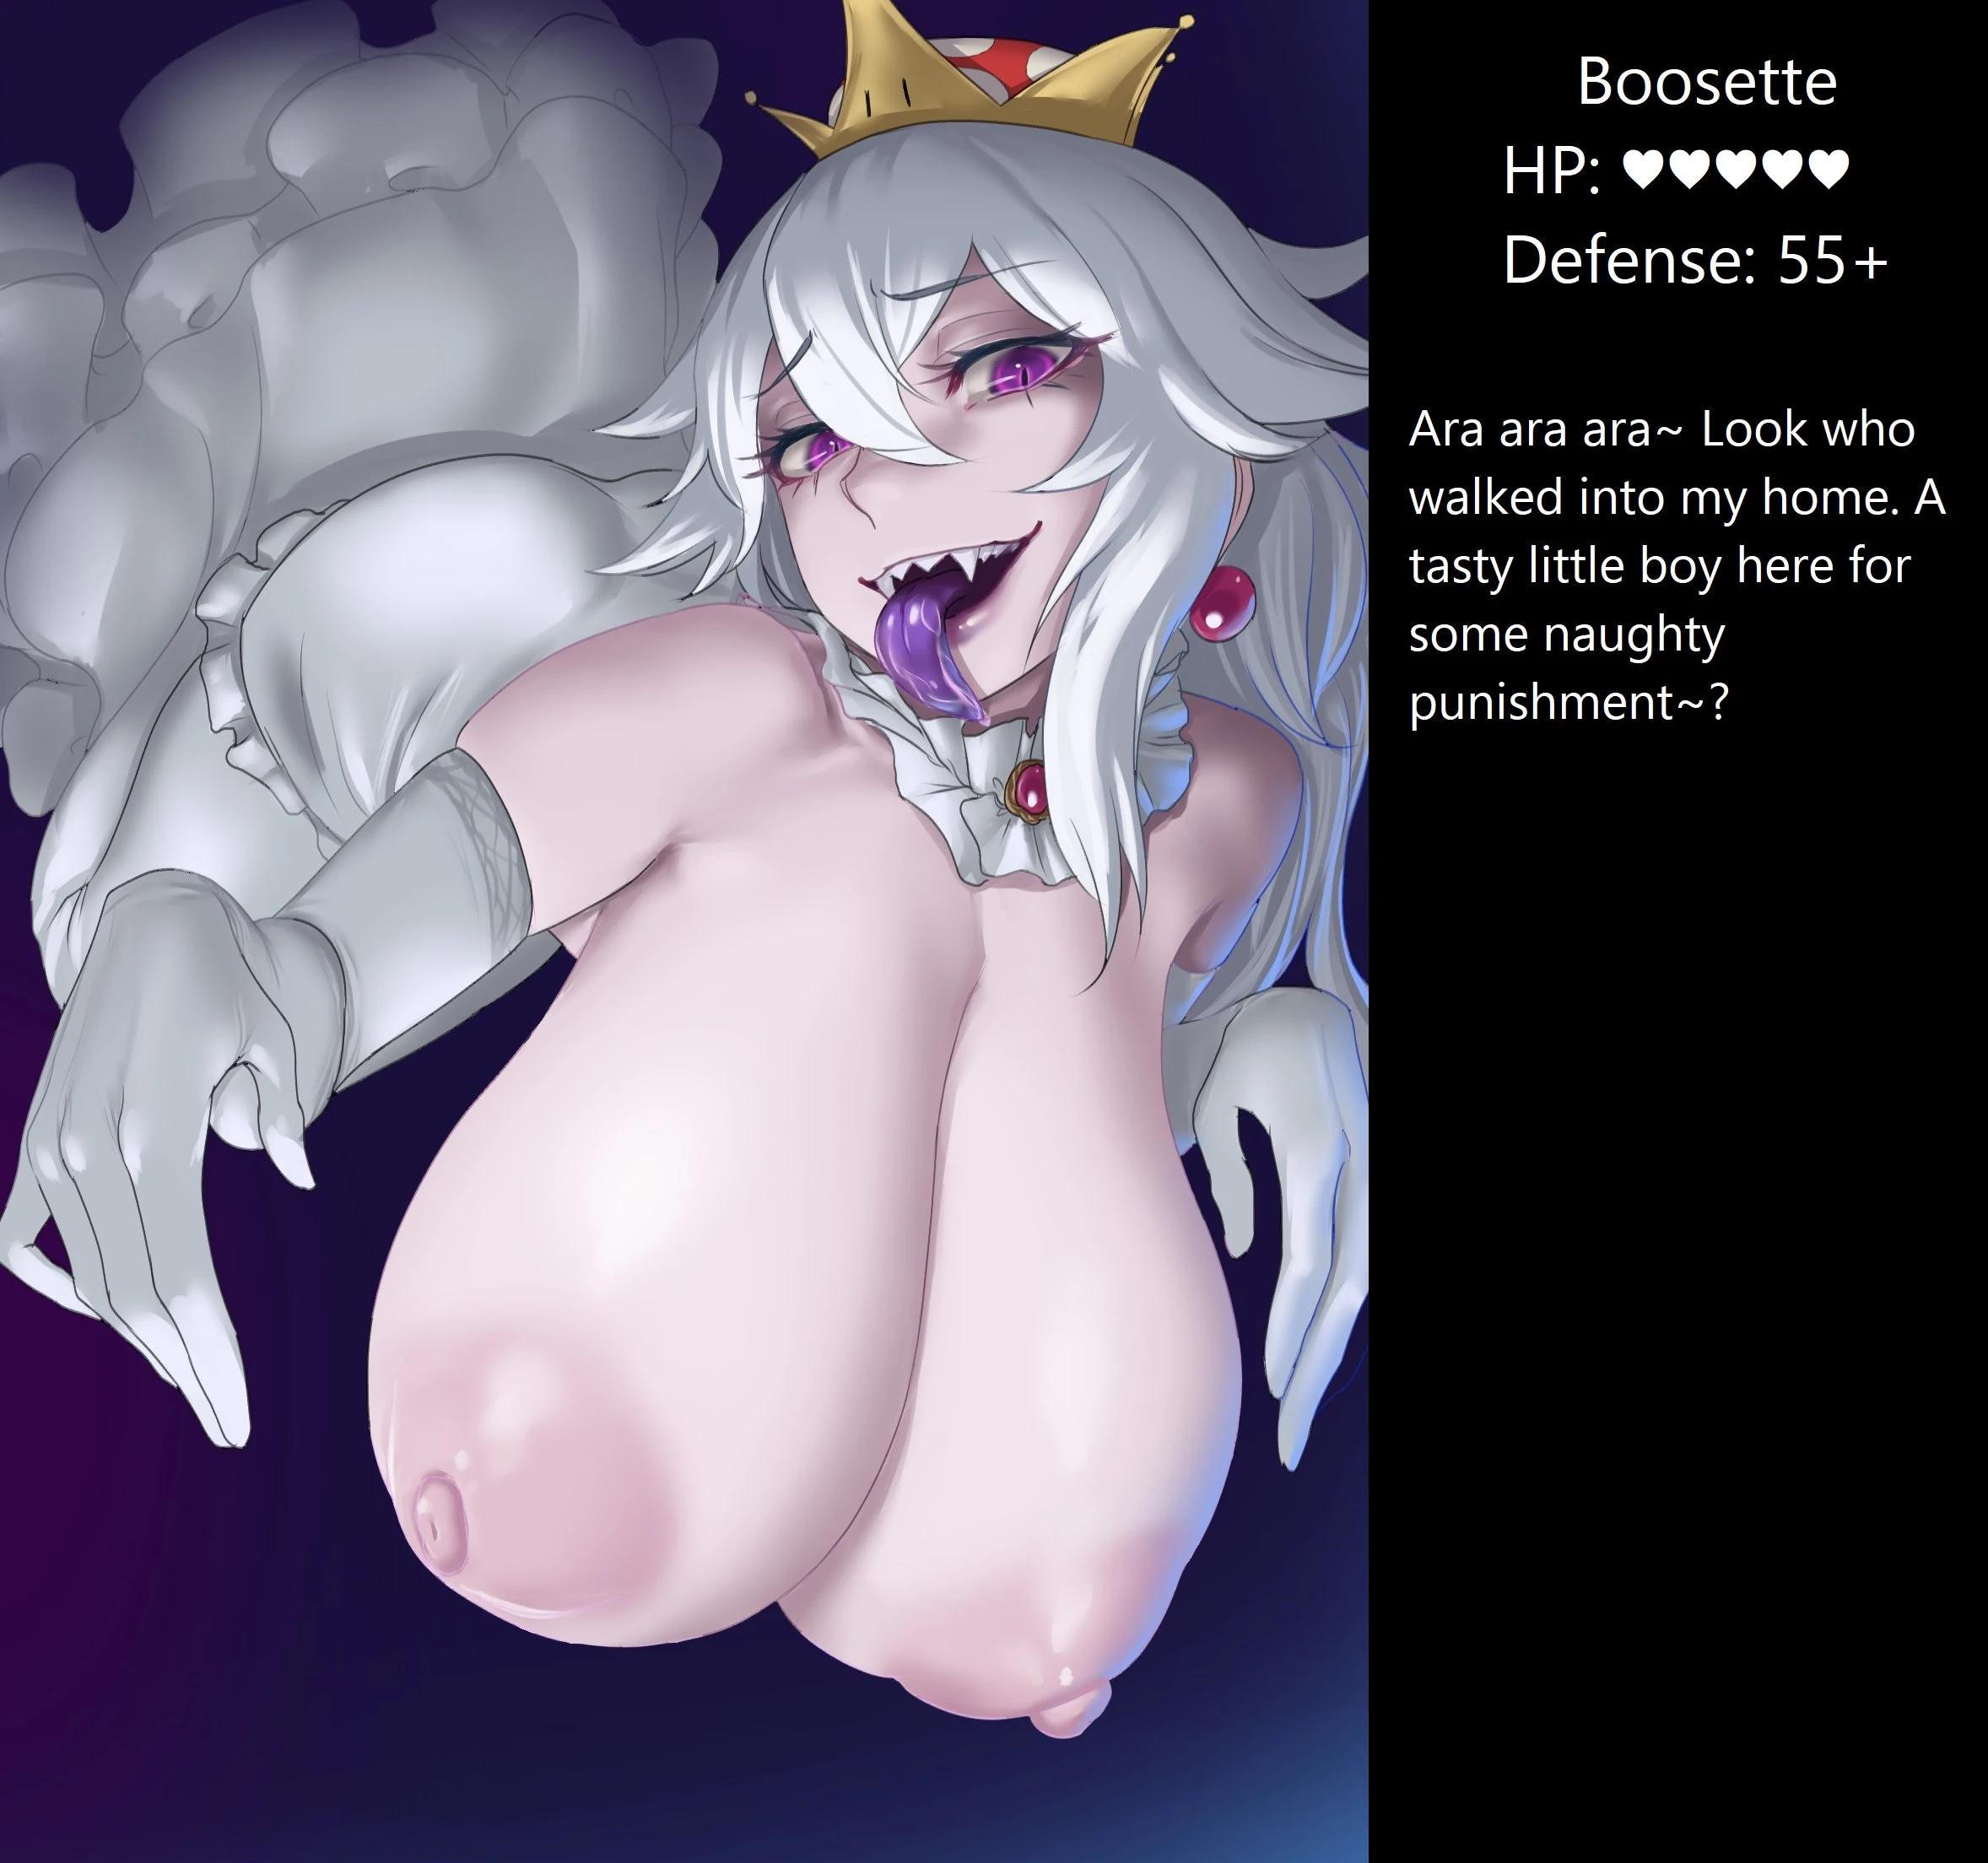 Boosette
HP: ♥♥♥♥♥
Defense: 55+
Ara ara ara~ Look who
walked into my home. A
tasty little boy here for
some naughty
punishment~?